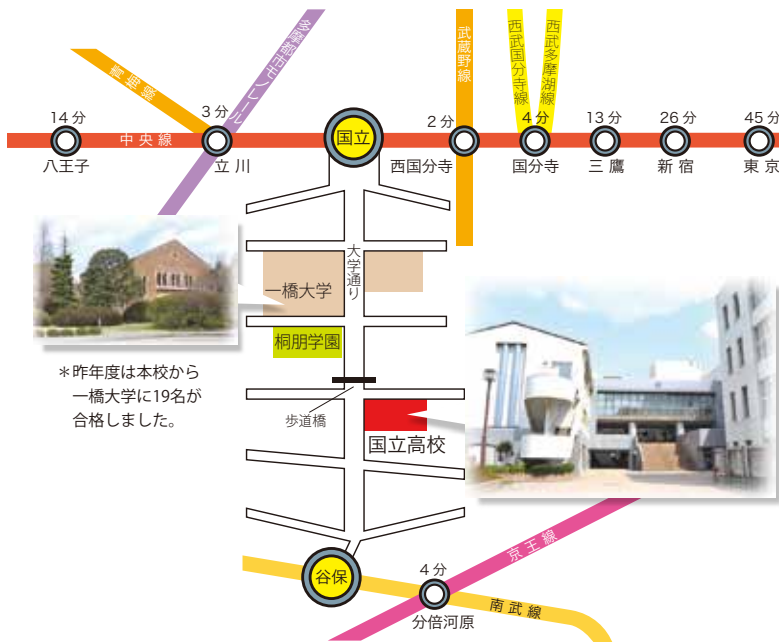 青梅線
多摩都市モノレール
武蔵野線
西武国分寺線
西武多摩湖線
14分
3分
2分
4分
13分
26分
45分
中央線
国立
八王子
立川
西国分寺
国分寺
三鷹
新宿
東京
大学通り
一橋大学
桐朋学園
＊昨年度は本校から
一橋大学に19名が
合格しました。
歩道橋
国立高校
京王線
谷保
4分
南武線
分倍河原